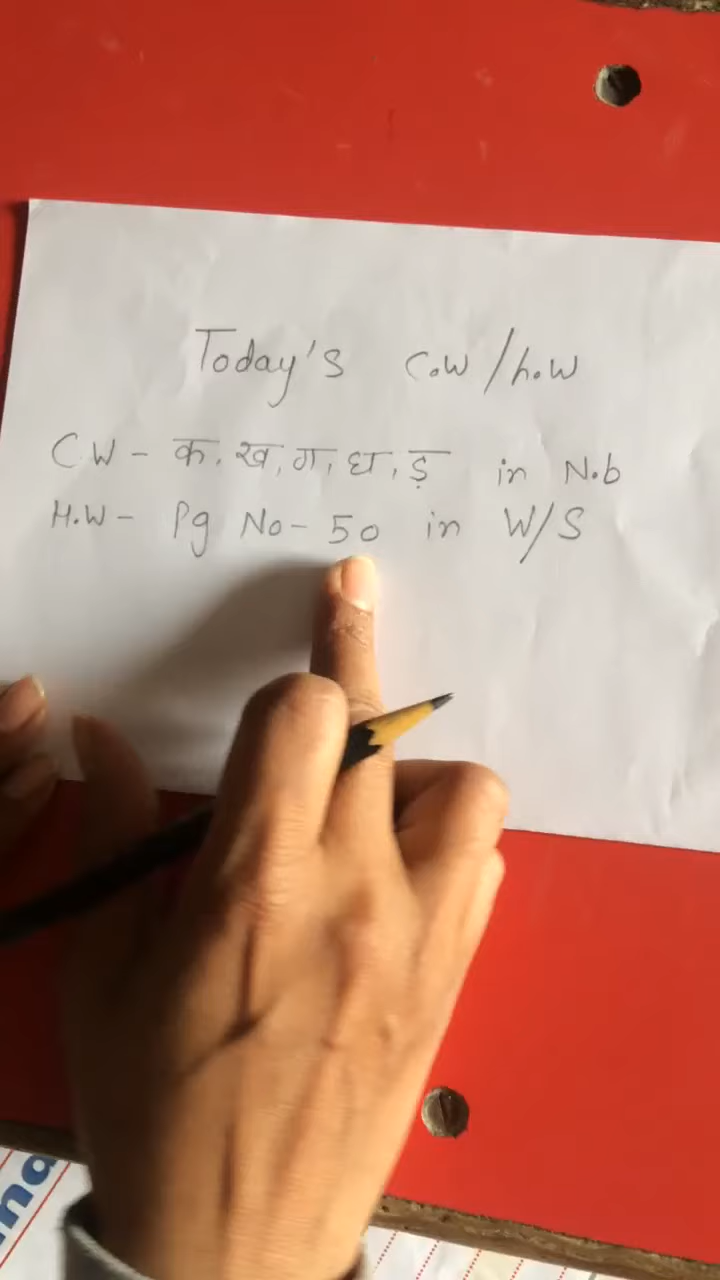 Today's C.W/h.W
CW - क, ख, ग, घ, ड़ in N.b
H.W - Pg No - 50 in W/S